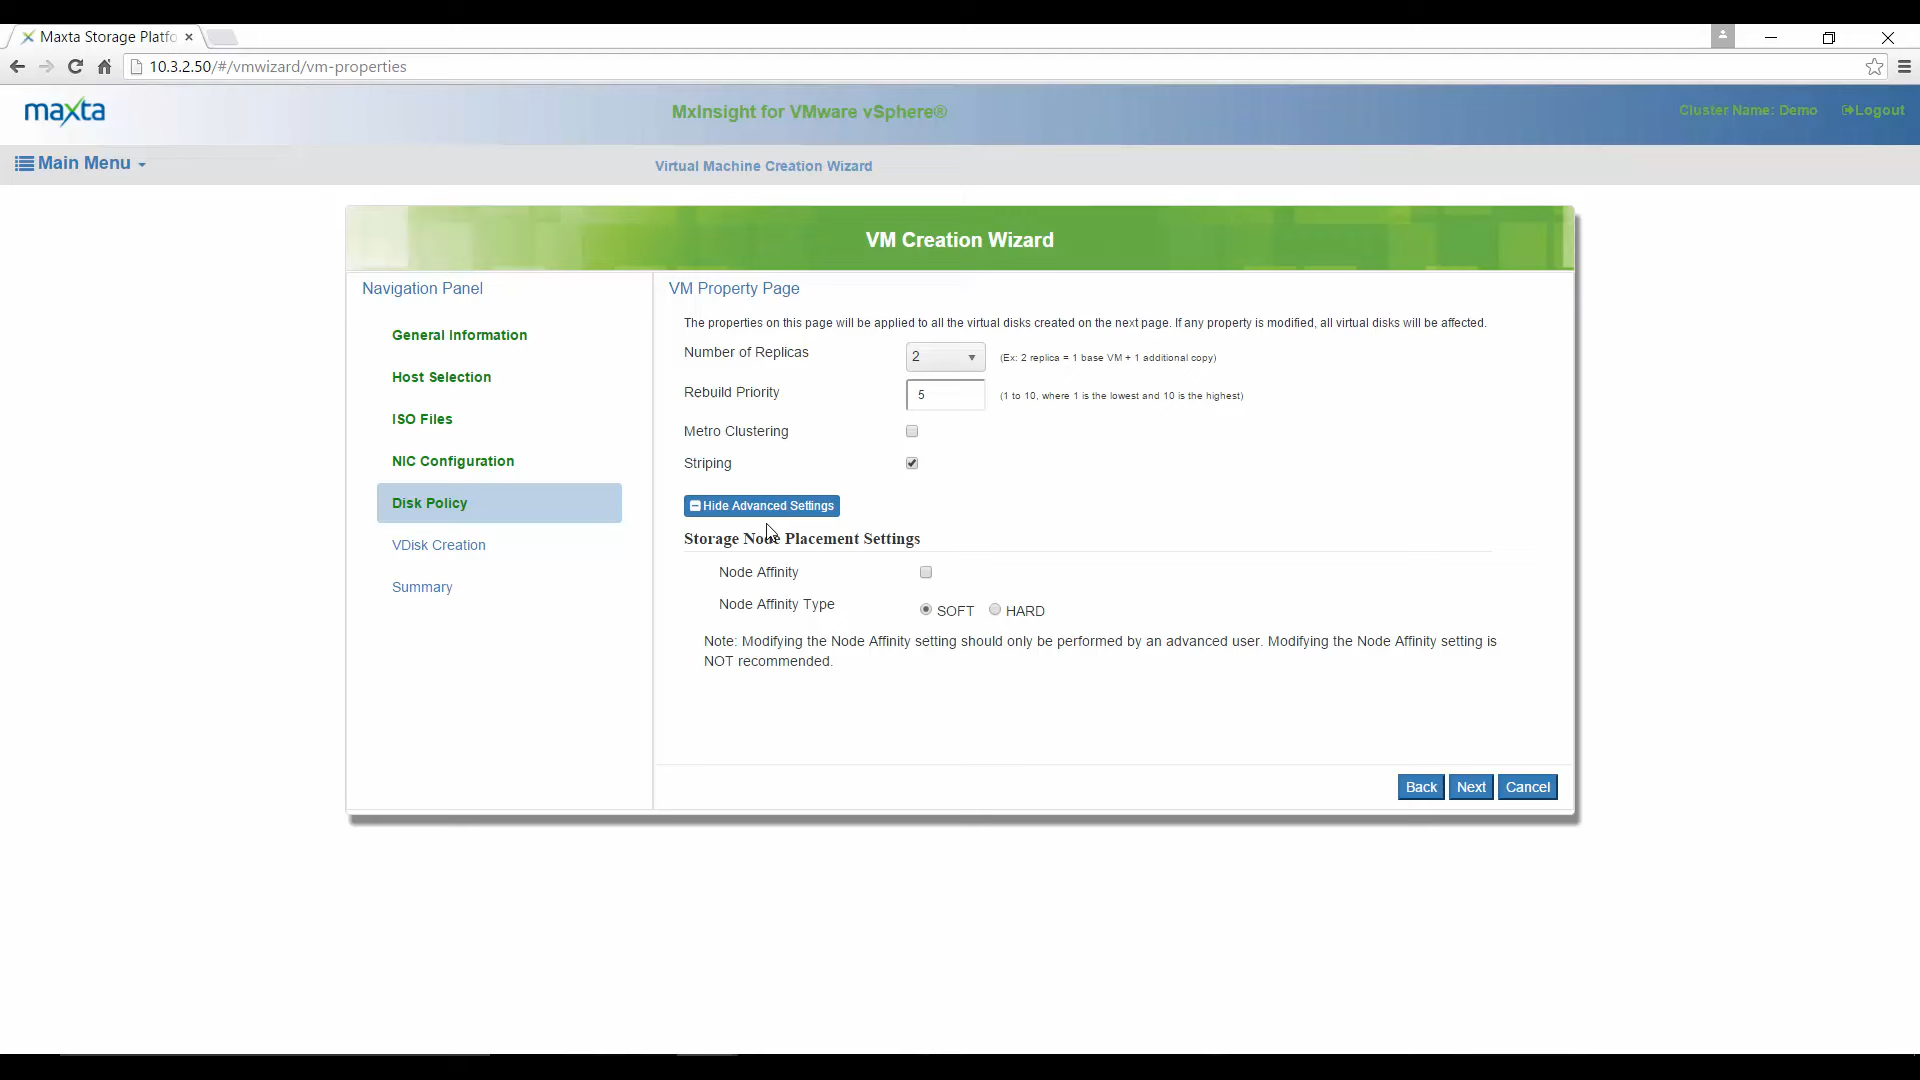 Maxta Storage Platfo
10.3.2.50/#/vmwizard/vm-properties
maxta
MxInsight for VMware vSphere®
Cluster Name: Demo
Logout
Main Menu
Virtual Machine Creation Wizard
VM Creation Wizard
Navigation Panel
General Information
Host Selection
ISO Files
NIC Configuration
Disk Policy
VDisk Creation
Summary
VM Property Page
The properties on this page will be applied to all the virtual disks created on the next page. If any property is modified, all virtual disks will be affected.
Number of Replicas 2 (Ex: 2 replica = 1 base VM + 1 additional copy)
Rebuild Priority 5 (1 to 10, where 1 is the lowest and 10 is the highest)
Metro Clustering
Striping
Hide Advanced Settings
Storage Node Placement Settings
Node Affinity
Node Affinity Type SOFT HARD
Note: Modifying the Node Affinity setting should only be performed by an advanced user. Modifying the Node Affinity setting is
NOT recommended.
Back Next Cancel